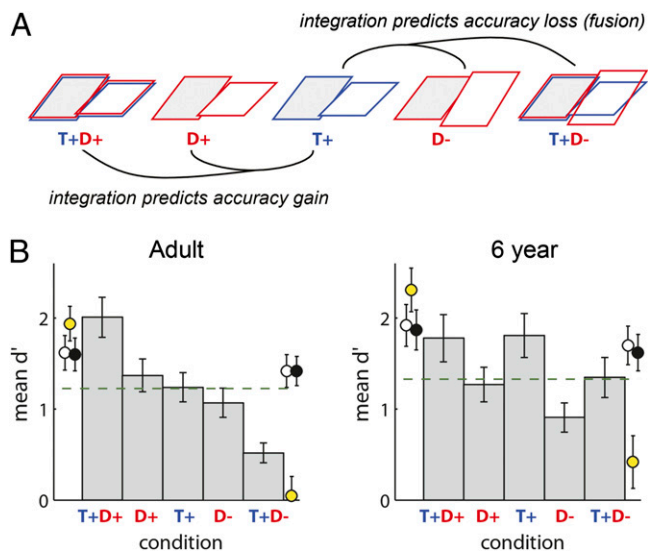 A
integration predicts accuracy loss (fusion)
T+D+ D+ T+ D- T+D-
integration predicts accuracy gain
B
Adult 6 year
mean d'
2
1
0
T+D+ D+ T+ D- T+D-
condition
mean d'
2
1
0
T+D+ D+ T+ D- T+D-
condition